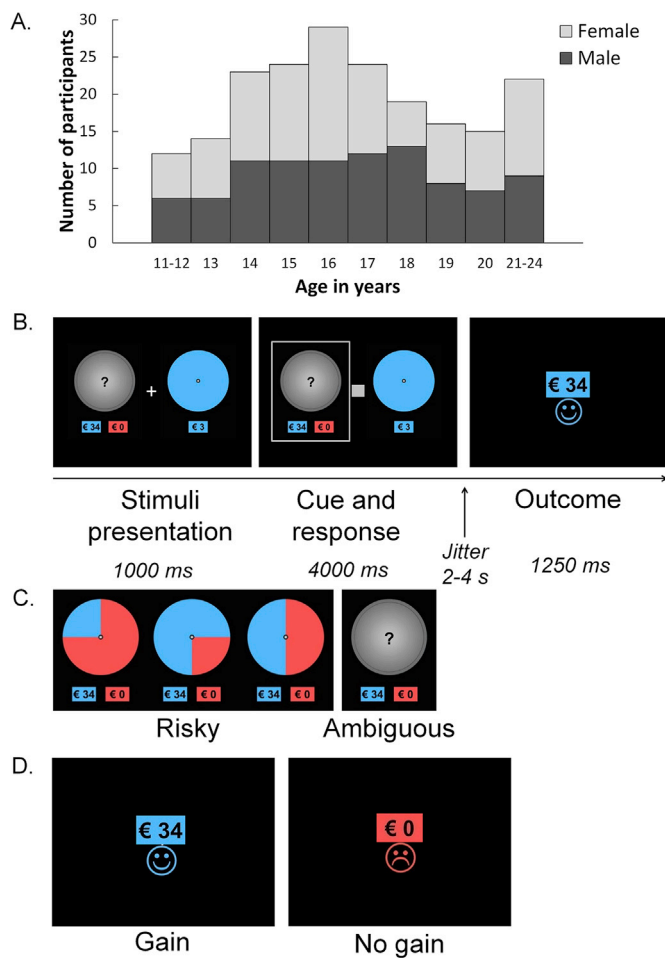 A.
Number of participants
30
25
20
15
10
5
0
Female
Male
11-12 13 14 15 16 17 18 19 20 21-24
Age in years
B.
? + €34 €0 €3
? €34 €0 €3
€ 34
Stimuli presentation
Cue and response
Outcome
1000 ms
4000 ms
Jitter 2-4 s
1250 ms
C.
€ 34 € 0 € 34 € 0 € 34 € 0
?
€ 34 € 0
Risky
Ambiguous
D.
€ 34
€ 0
Gain
No gain